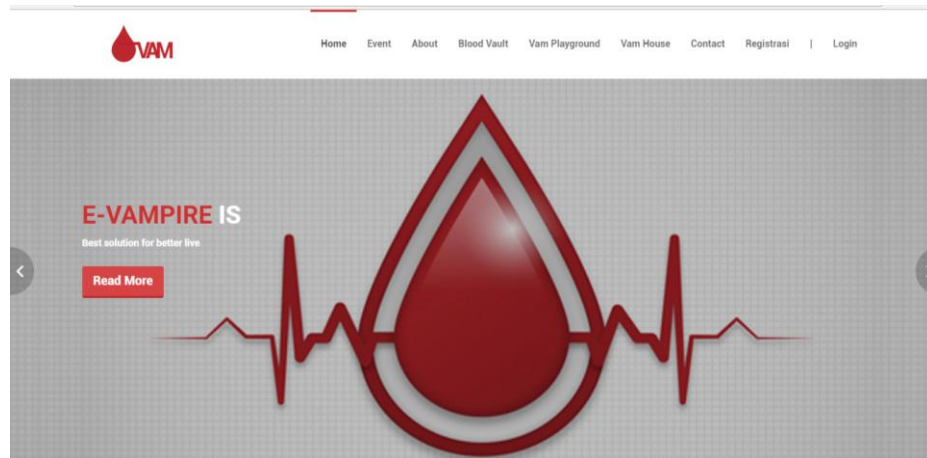 VAM
Home Event About Blood Vault Vam Playground Vam House Contact Registrasi | Login
E-VAMPIRE IS
Best solution for better live
Read More